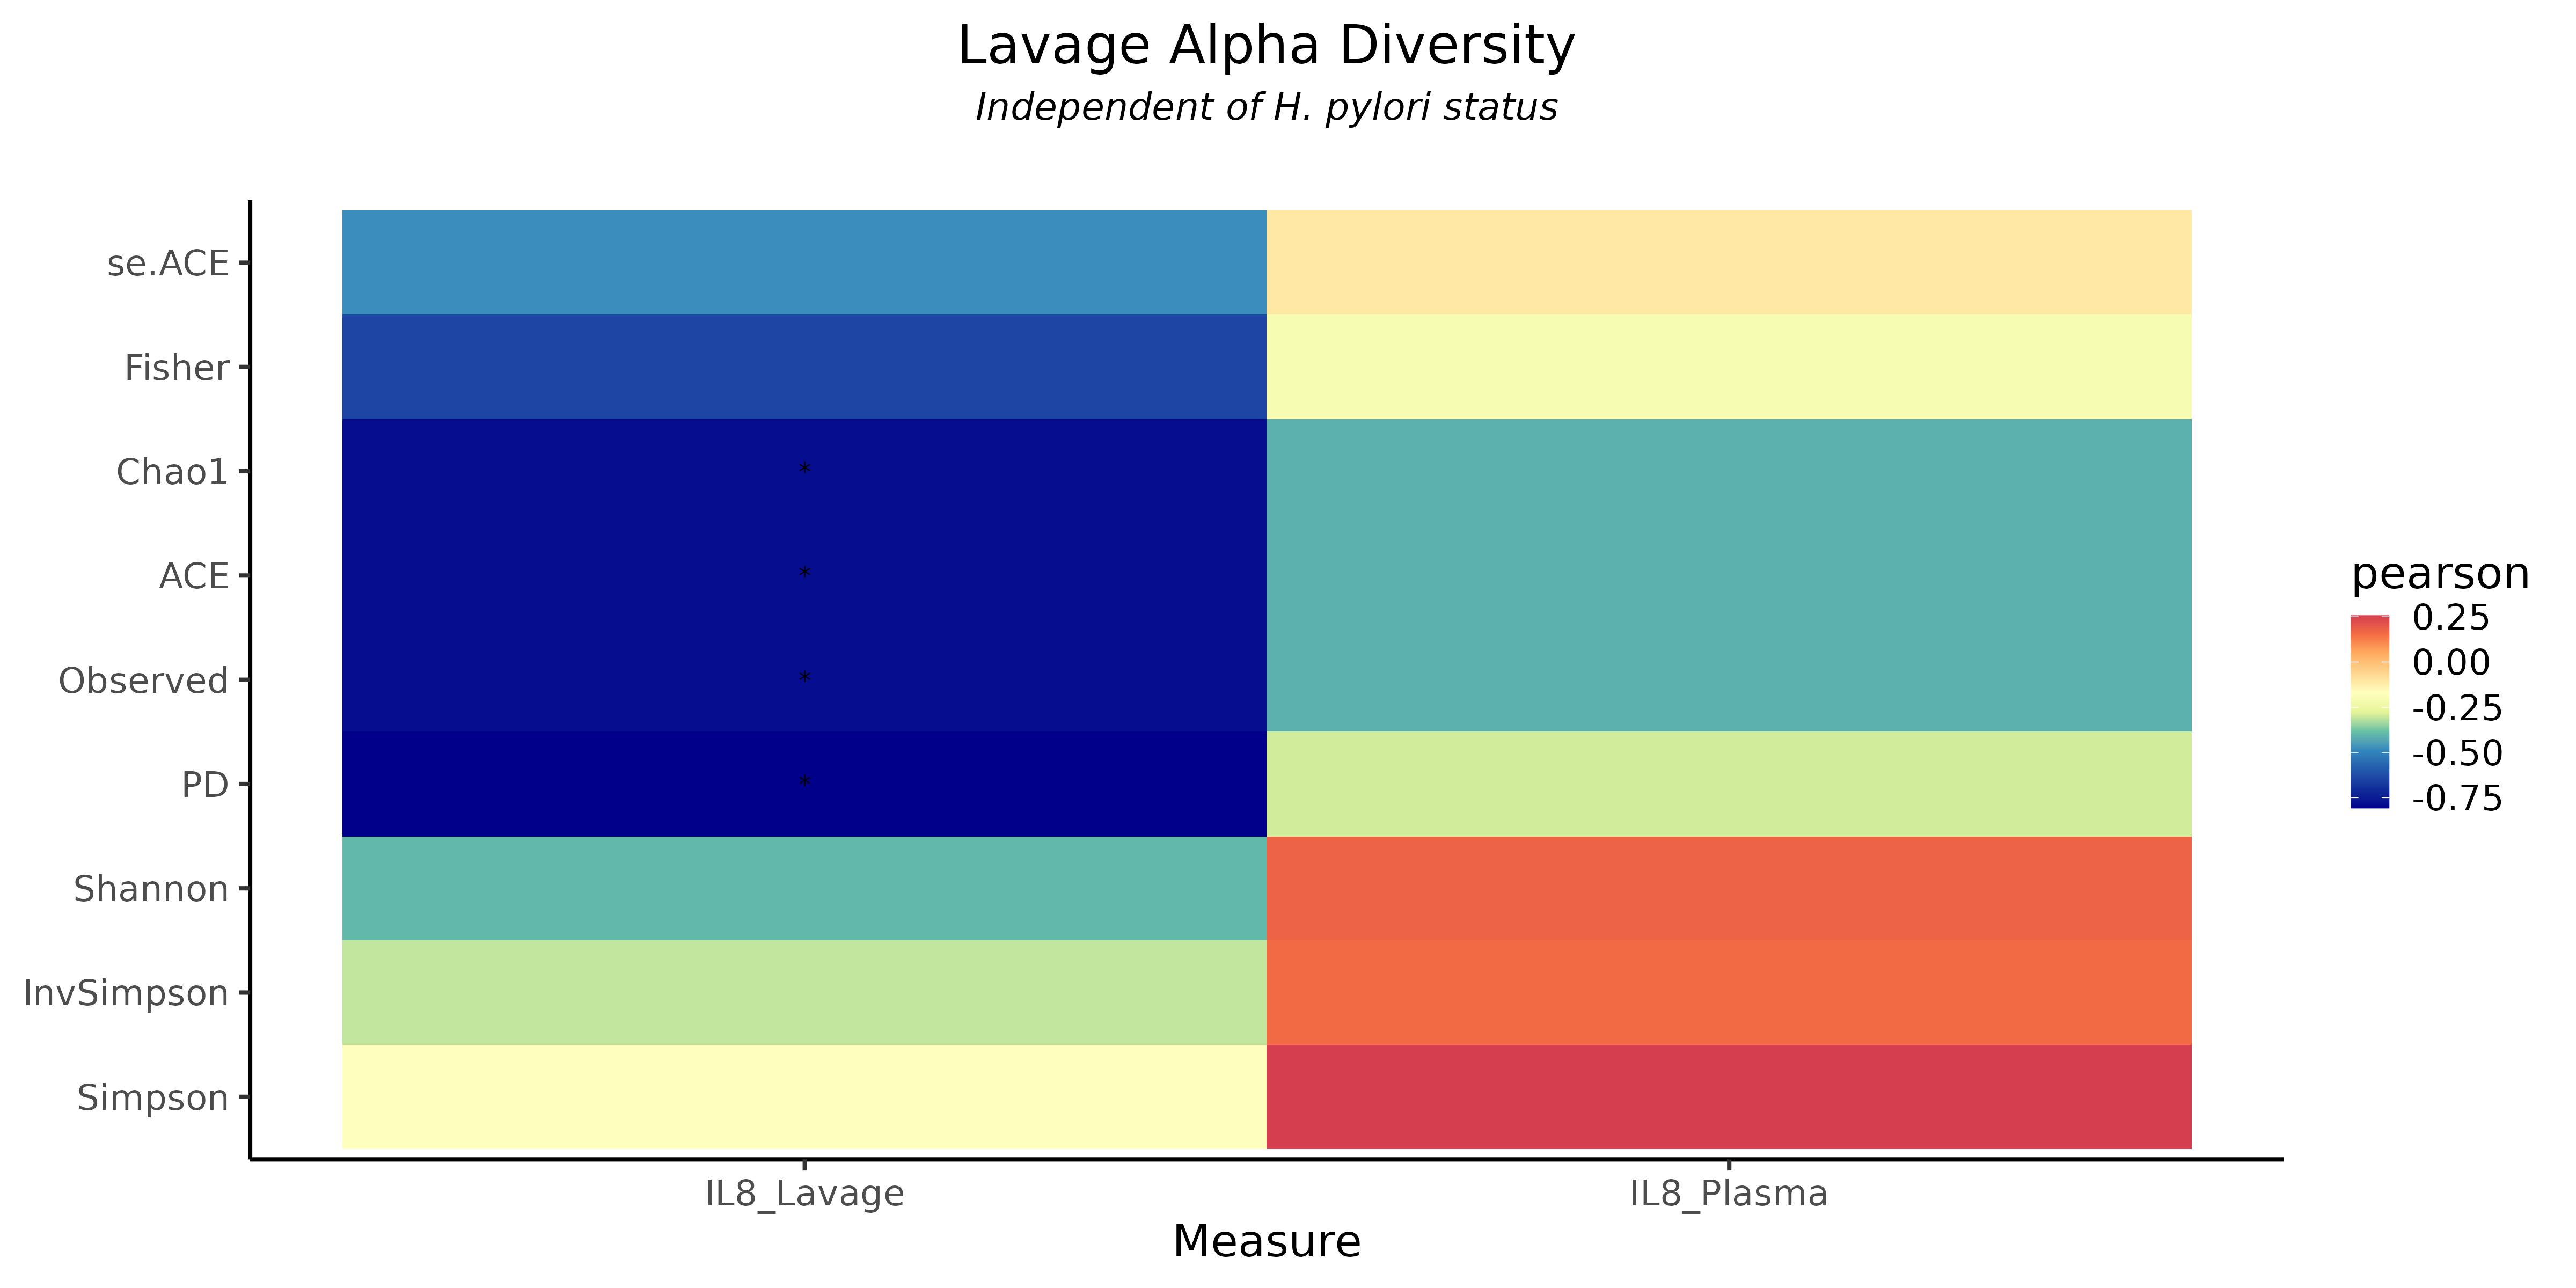 Lavage Alpha Diversity
Independent of H. pylori status
se.ACE
Fisher
Chao1
*
ACE
*
Observed
*
PD
*
Shannon
InvSimpson
Simpson
IL8_Lavage
IL8_Plasma
Measure
pearson
0.25
0.00
-0.25
-0.50
-0.75